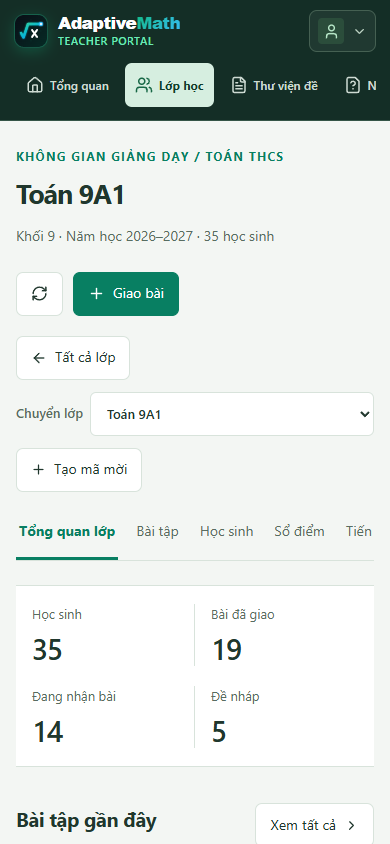 AdaptiveMath
TEACHER PORTAL
Tổng quan
Lớp học
Thư viện đề
N
KHÔNG GIAN GIẢNG DẠY / TOÁN THCS
Toán 9A1
Khối 9 · Năm học 2026–2027 · 35 học sinh
Giao bài
Tất cả lớp
Chuyển lớp
Toán 9A1
Tạo mã mời
Tổng quan lớp
Bài tập
Học sinh
Sổ điểm
Tiến
Học sinh
35
Bài đã giao
19
Đang nhận bài
14
Đề nháp
5
Bài tập gần đây
Xem tất cả